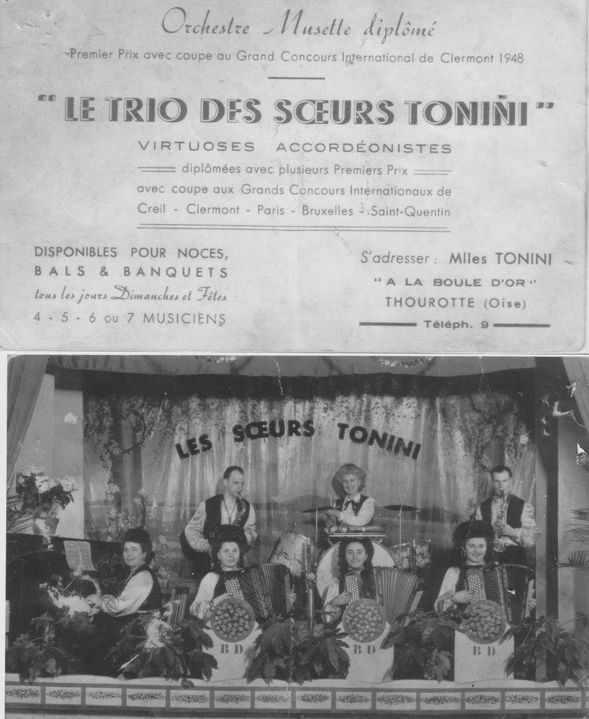 Orchestre Musette diplômé
Premier Prix avec coupe au Grand Concours International de Clermont 1948
"LE TRIO DES SŒURS TONIÑI"
VIRTUOSES ACCORDÉONISTES
diplômées avec plusieurs Premiers Prix
avec coupe aux Grands Concours Internationaux de
Creil - Clermont - Paris - Bruxelles - Saint-Quentin
DISPONIBLES POUR NOCES,
BALS & BANQUETS
tous les jours Dimanches et Fêtes
4 - 5 - 6 ou 7 MUSICIENS
S'adresser : Mlles TONINI
"A LA BOULE D'OR"
THOUROTTE (Oise)
Téléph. 9
LES SŒURS TONINI
BD
BD
BD